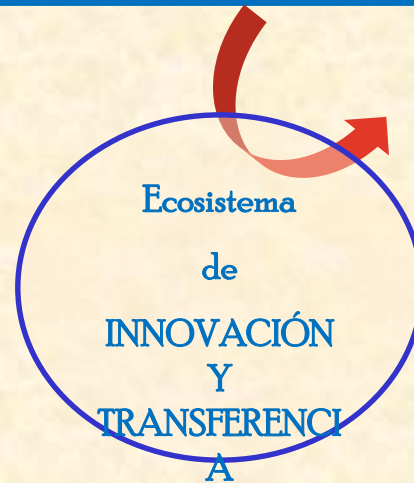 Ecosistema
de
INNOVACIÓN
Y
TRANSFERENCI
A